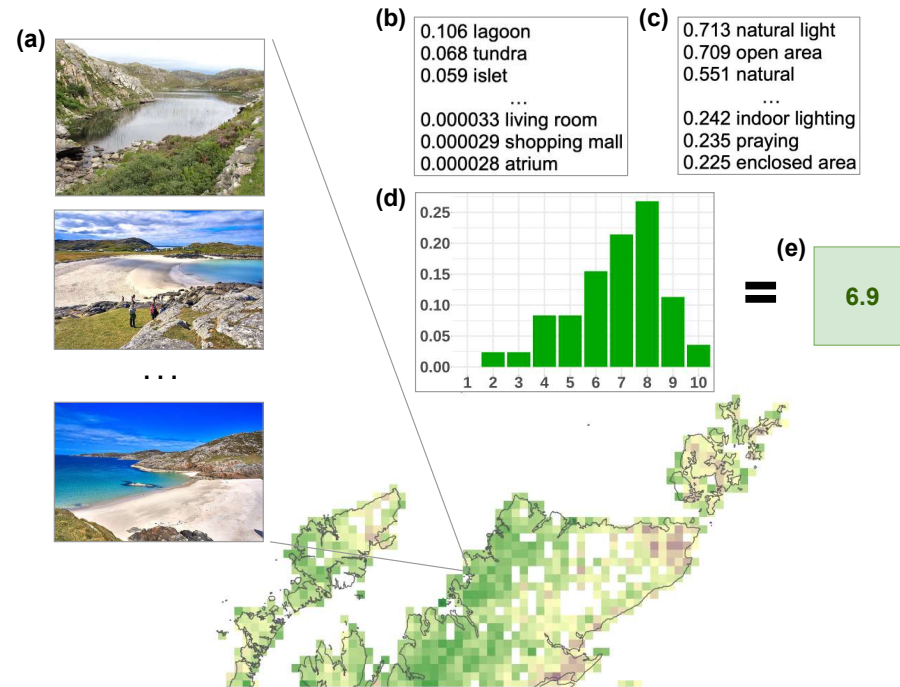 (a)
. . .
(b)
0.106 lagoon
0.068 tundra
0.059 islet
...
0.000033 living room
0.000029 shopping mall
0.000028 atrium
(c)
0.713 natural light
0.709 open area
0.551 natural
...
0.242 indoor lighting
0.235 praying
0.225 enclosed area
(d)
0.25
0.20
0.15
0.10
0.05
0.00
1 2 3 4 5 6 7 8 9 10
=
(e)
6.9